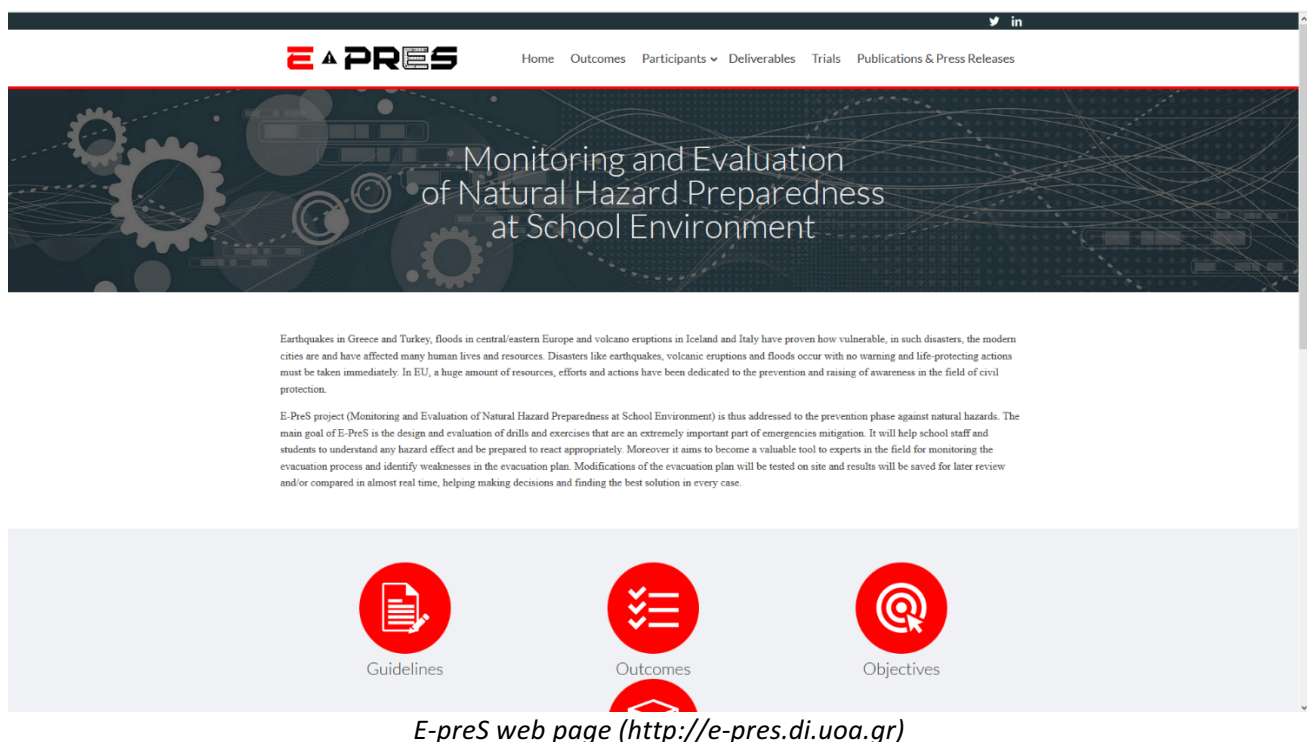 in
E PRES
Home Outcomes Participants Deliverables Trials Publications & Press Releases
Monitoring and Evaluation
of Natural Hazard Preparedness
at School Environment
Earthquakes in Greece and Turkey, floods in central/eastern Europe and volcano eruptions in Iceland and Italy have proven how vulnerable, in such disasters, the modern
cities are and have affected many human lives and resources. Disasters like earthquakes, volcanic eruptions and floods occur with no warning and life-protecting actions
must be taken immediately. In EU, a huge amount of resources, efforts and actions have been dedicated to the prevention and raising of awareness in the field of civil
protection.
E-PreS project (Monitoring and Evaluation of Natural Hazard Preparedness at School Environment) is thus addressed to the prevention phase against natural hazards. The
main goal of E-PreS is the design and evaluation of drills and exercises that are an extremely important part of emergencies mitigation. It will help school staff and
students to understand any hazard effect and be prepared to react appropriately. Moreover it aims to become a valuable tool to experts in the field for monitoring the
evacuation process and identify weaknesses in the evacuation plan. Modifications of the evacuation plan will be tested on site and results will be saved for later review
and/or compared in almost real time, helping making decisions and finding the best solution in every case.
Guidelines Outcomes Objectives
E-preS web page (http://e-pres.di.uoa.gr)